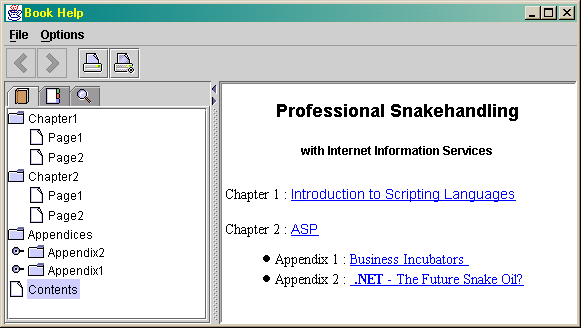 Book Help
File Options
Chapter1
Page1
Page2
Chapter2
Page1
Page2
Appendices
Appendix2
Appendix1
Contents
Professional Snakehandling
with Internet Information Services
Chapter 1 : Introduction to Scripting Languages
Chapter 2 : ASP
Appendix 1 : Business Incubators
Appendix 2 : .NET - The Future Snake Oil?